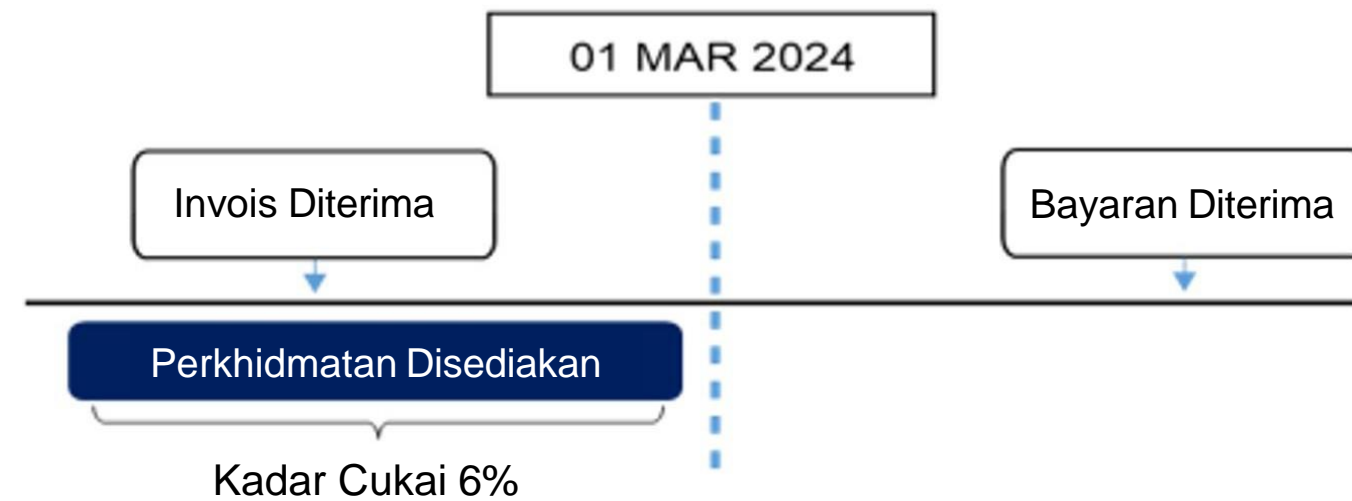 01 MAR 2024
Invois Diterima
Bayaran Diterima
Perkhidmatan Disediakan
Kadar Cukai 6%